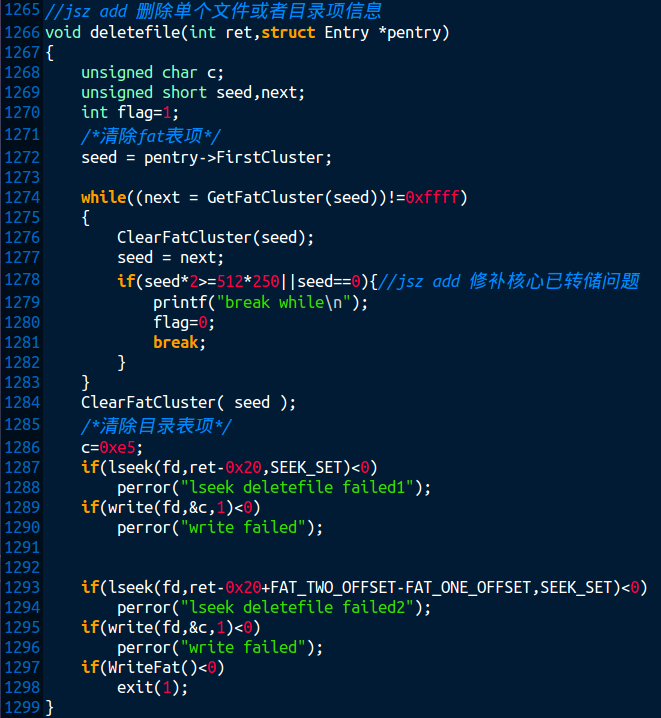 1265 //jsz add 删除单个文件或者目录项信息
1266 void deletefile(int ret,struct Entry *pentry)
1267 {
1268     unsigned char c;
1269     unsigned short seed,next;
1270     int flag=1;
1271     /*清除fat表项*/
1272     seed = pentry->FirstCluster;
1273
1274     while((next = GetFatCluster(seed))!=0xffff)
1275     {
1276         ClearFatCluster(seed);
1277         seed = next;
1278         if(seed*2>=512*250||seed==0){//jsz add 修补核心已转储问题
1279             printf("break while\n");
1280             flag=0;
1281             break;
1282         }
1283     }
1284     ClearFatCluster( seed );
1285     /*清除目录表项*/
1286     c=0xe5;
1287     if(lseek(fd,ret-0x20,SEEK_SET)<0)
1288         perror("lseek deletefile failed1");
1289     if(write(fd,&c,1)<0)
1290         perror("write failed");
1291
1292
1293     if(lseek(fd,ret-0x20+FAT_TWO_OFFSET-FAT_ONE_OFFSET,SEEK_SET)<0)
1294         perror("lseek deletefile failed2");
1295     if(write(fd,&c,1)<0)
1296         perror("write failed");
1297     if(WriteFat()<0)
1298         exit(1);
1299 }